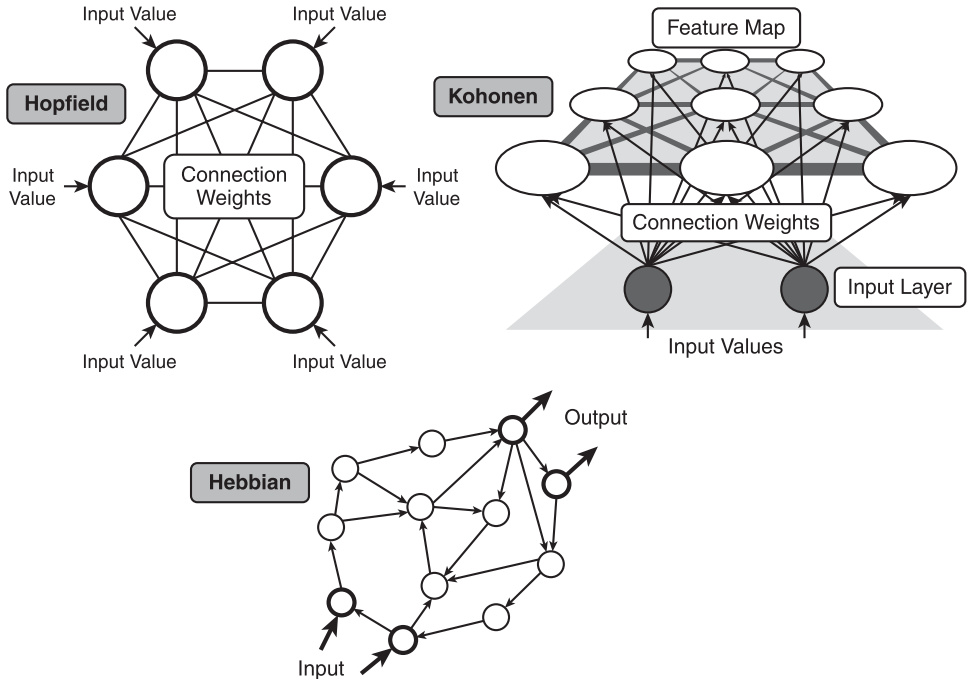 Input Value
Input Value
Hopfield
Input
Value
Connection
Weights
Input
Value
Input Value
Input Value
Feature Map
Kohonen
Connection Weights
Input Layer
Input Values
Hebbian
Output
Input